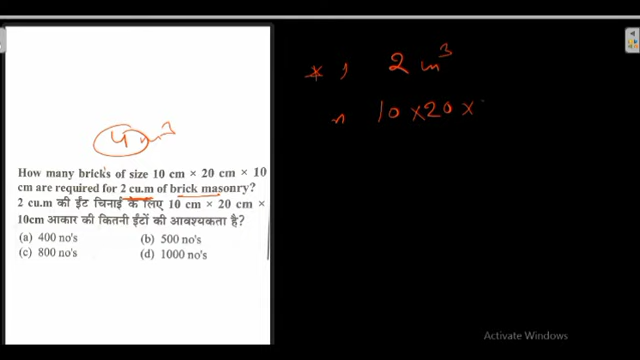 4 m³
How many bricks of size 10 cm × 20 cm × 10
cm are required for 2 cu.m of brick masonry?
2 cu.m की ईंट चिनाई के लिए 10 cm × 20 cm ×
10cm आकार की कितनी ईंटों की आवश्यकता है?
(a) 400 no's (b) 500 no's
(c) 800 no's (d) 1000 no's
* , 2 m³
n 10 × 20 ×
Activate Windows